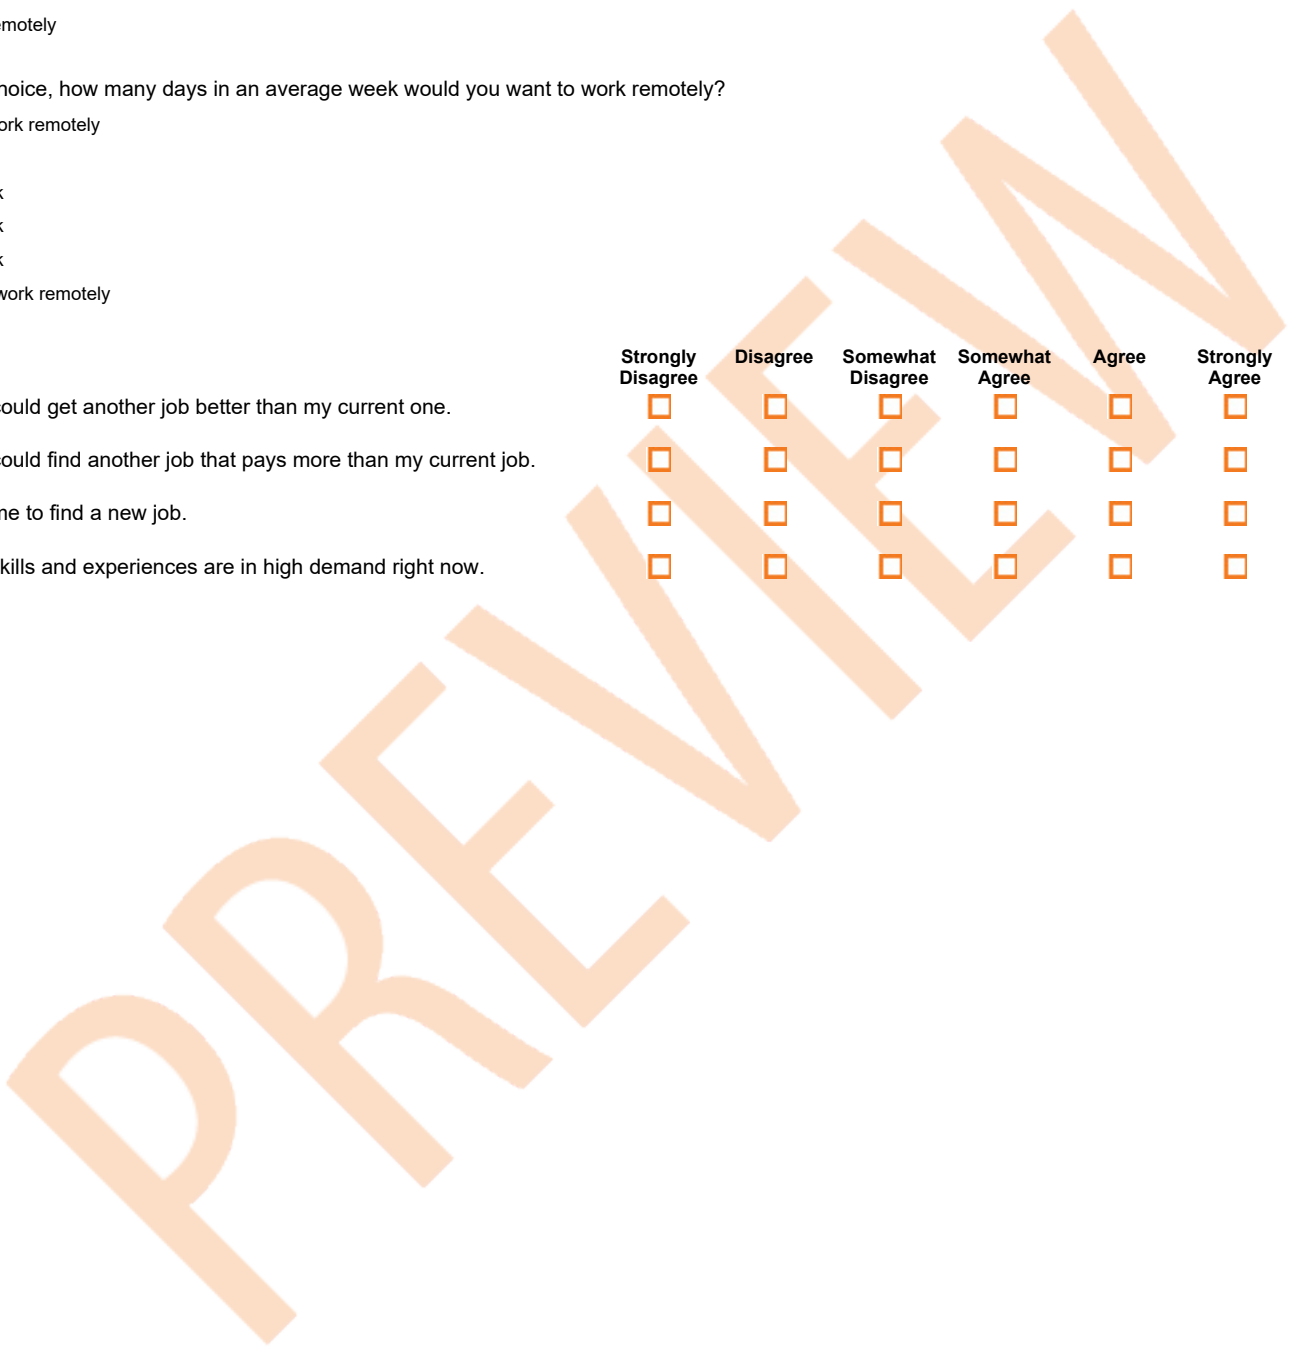 emotely
hoice, how many days in an average week would you want to work remotely?
ork remotely
k
k
k
work remotely
Strongly Disagree Somewhat Somewhat Agree Strongly
Disagree Disagree Agree Agree
could get another job better than my current one.
could find another job that pays more than my current job.
me to find a new job.
kills and experiences are in high demand right now.
PREVIEW